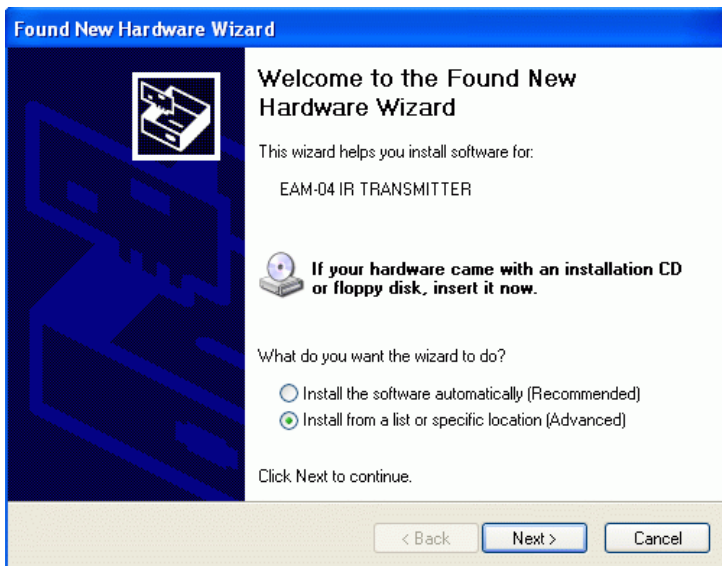 Found New Hardware Wizard
Welcome to the Found New
Hardware Wizard
This wizard helps you install software for:
EAM-04 IR TRANSMITTER
If your hardware came with an installation CD
or floppy disk, insert it now.
What do you want the wizard to do?
Install the software automatically (Recommended)
Install from a list or specific location (Advanced)
Click Next to continue.
< Back
Next >
Cancel